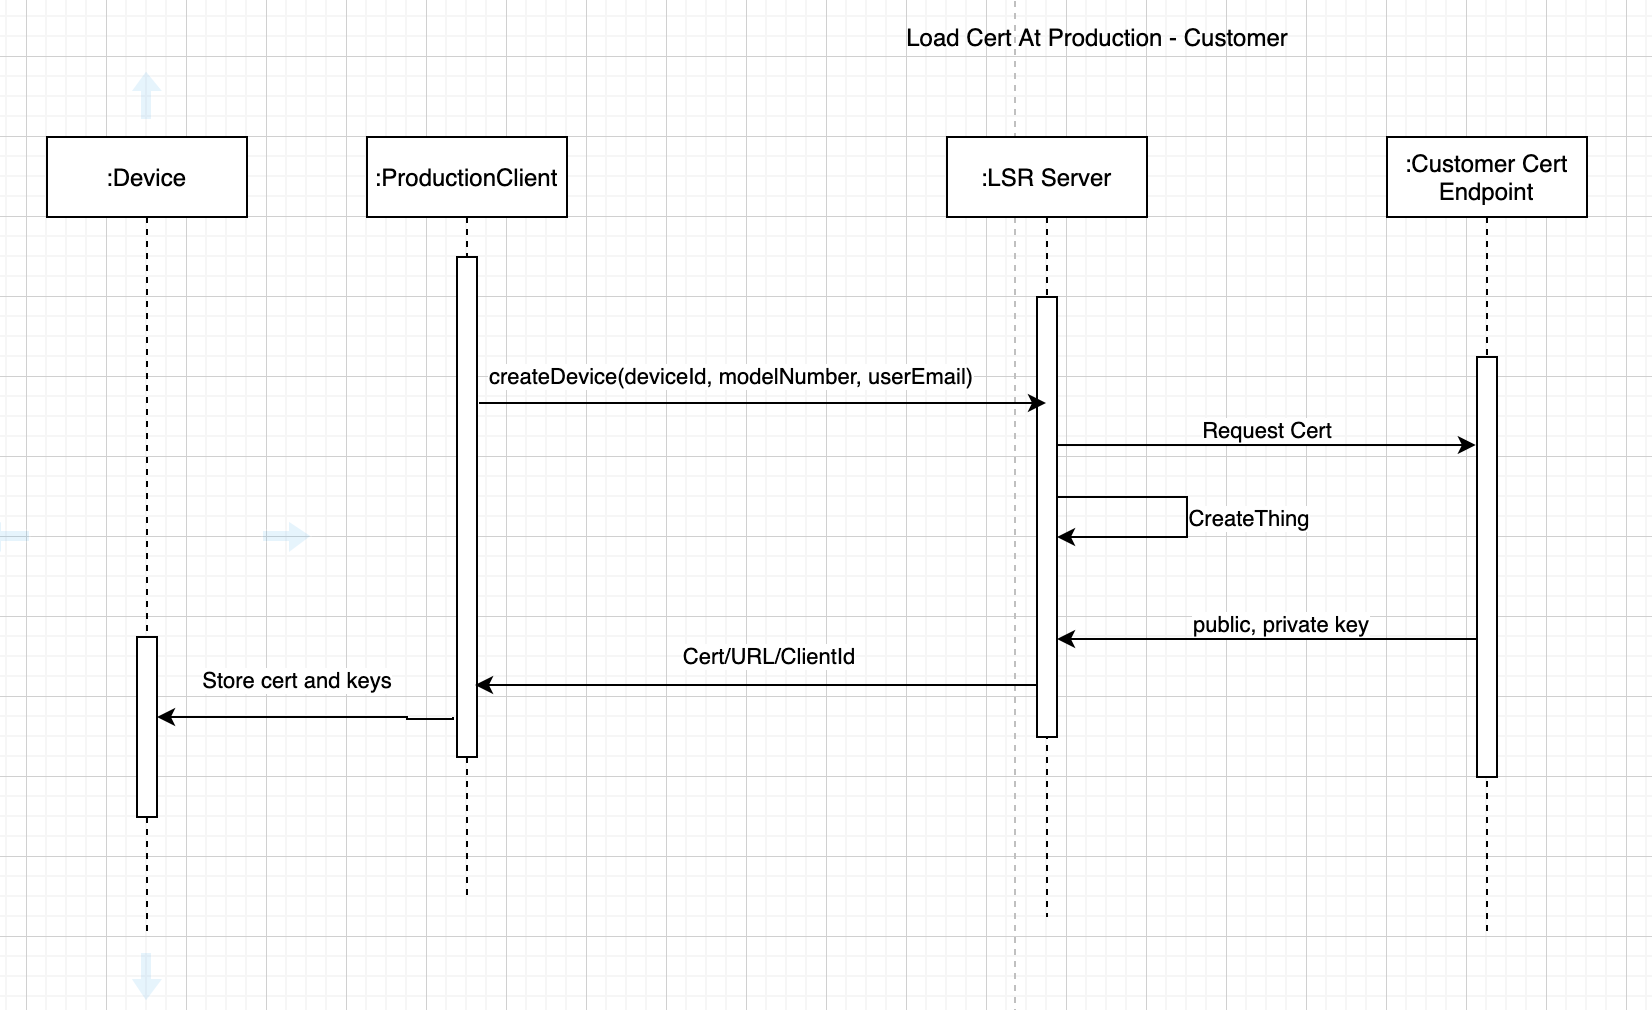 Load Cert At Production - Customer
:Device
:ProductionClient
:LSR Server
:Customer Cert
Endpoint
createDevice(deviceId, modelNumber, userEmail)
Request Cert
CreateThing
public, private key
Cert/URL/ClientId
Store cert and keys